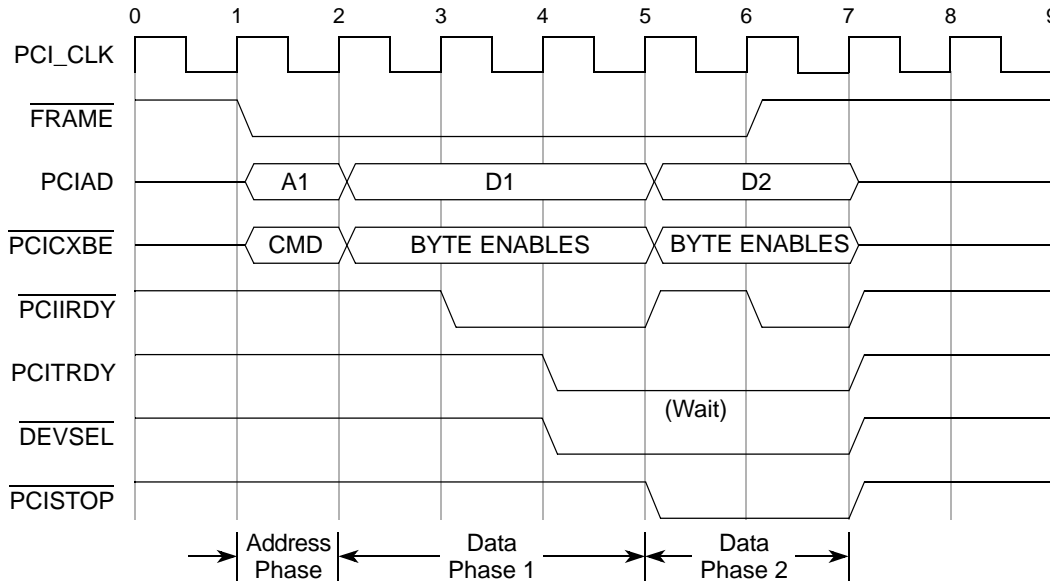 0 1 2 3 4 5 6 7 8 9
PCI_CLK
FRAME
PCIAD A1 D1 D2
PCICXBE CMD BYTE ENABLES BYTE ENABLES
PCIIRDY
PCITRDY
(Wait)
DEVSEL
PCISTOP
Address Phase
Data Phase 1
Data Phase 2